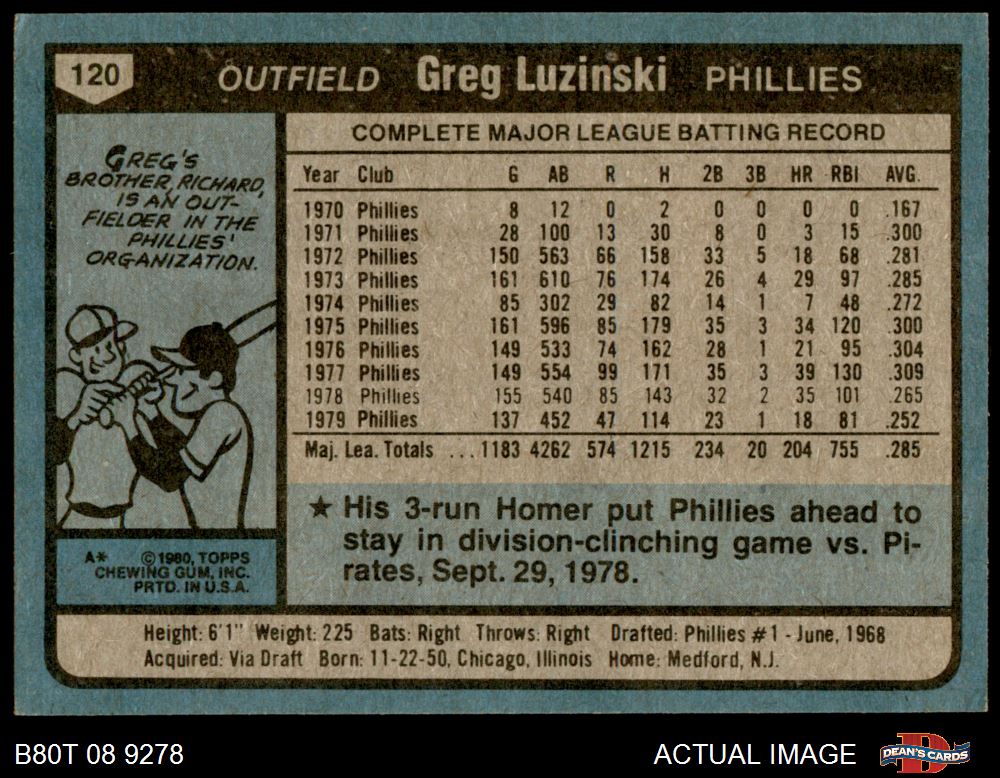 120 OUTFIELD Greg Luzinski PHILLIES
GREG'S
BROTHER, RICHARD,
IS AN OUT-
FIELDER IN THE
PHILLIES'
ORGANIZATION.
A* ©1980, TOPPS
CHEWING GUM, INC.
PRTD. IN U.S.A.
COMPLETE MAJOR LEAGUE BATTING RECORD
Year Club G AB R H 2B 3B HR RBI AVG.
1970 Phillies 8 12 0 2 0 0 0 0 .167
1971 Phillies 28 100 13 30 8 0 3 15 .300
1972 Phillies 150 563 66 158 33 5 18 68 .281
1973 Phillies 161 610 76 174 26 4 29 97 .285
1974 Phillies 85 302 29 82 14 1 7 48 .272
1975 Phillies 161 596 85 179 35 3 34 120 .300
1976 Phillies 149 533 74 162 28 1 21 95 .304
1977 Phillies 149 554 99 171 35 3 39 130 .309
1978 Phillies 155 540 85 143 32 2 35 101 .265
1979 Phillies 137 452 47 114 23 1 18 81 .252
Maj. Lea. Totals ... 1183 4262 574 1215 234 20 204 755 .285
★ His 3-run Homer put Phillies ahead to
stay in division-clinching game vs. Pi-
rates, Sept. 29, 1978.
Height: 6'1" Weight: 225 Bats: Right Throws: Right Drafted: Phillies #1 - June, 1968
Acquired: Via Draft Born: 11-22-50, Chicago, Illinois Home: Medford, N.J.
B80T 08 9278 ACTUAL IMAGE DEAN'S CARDS